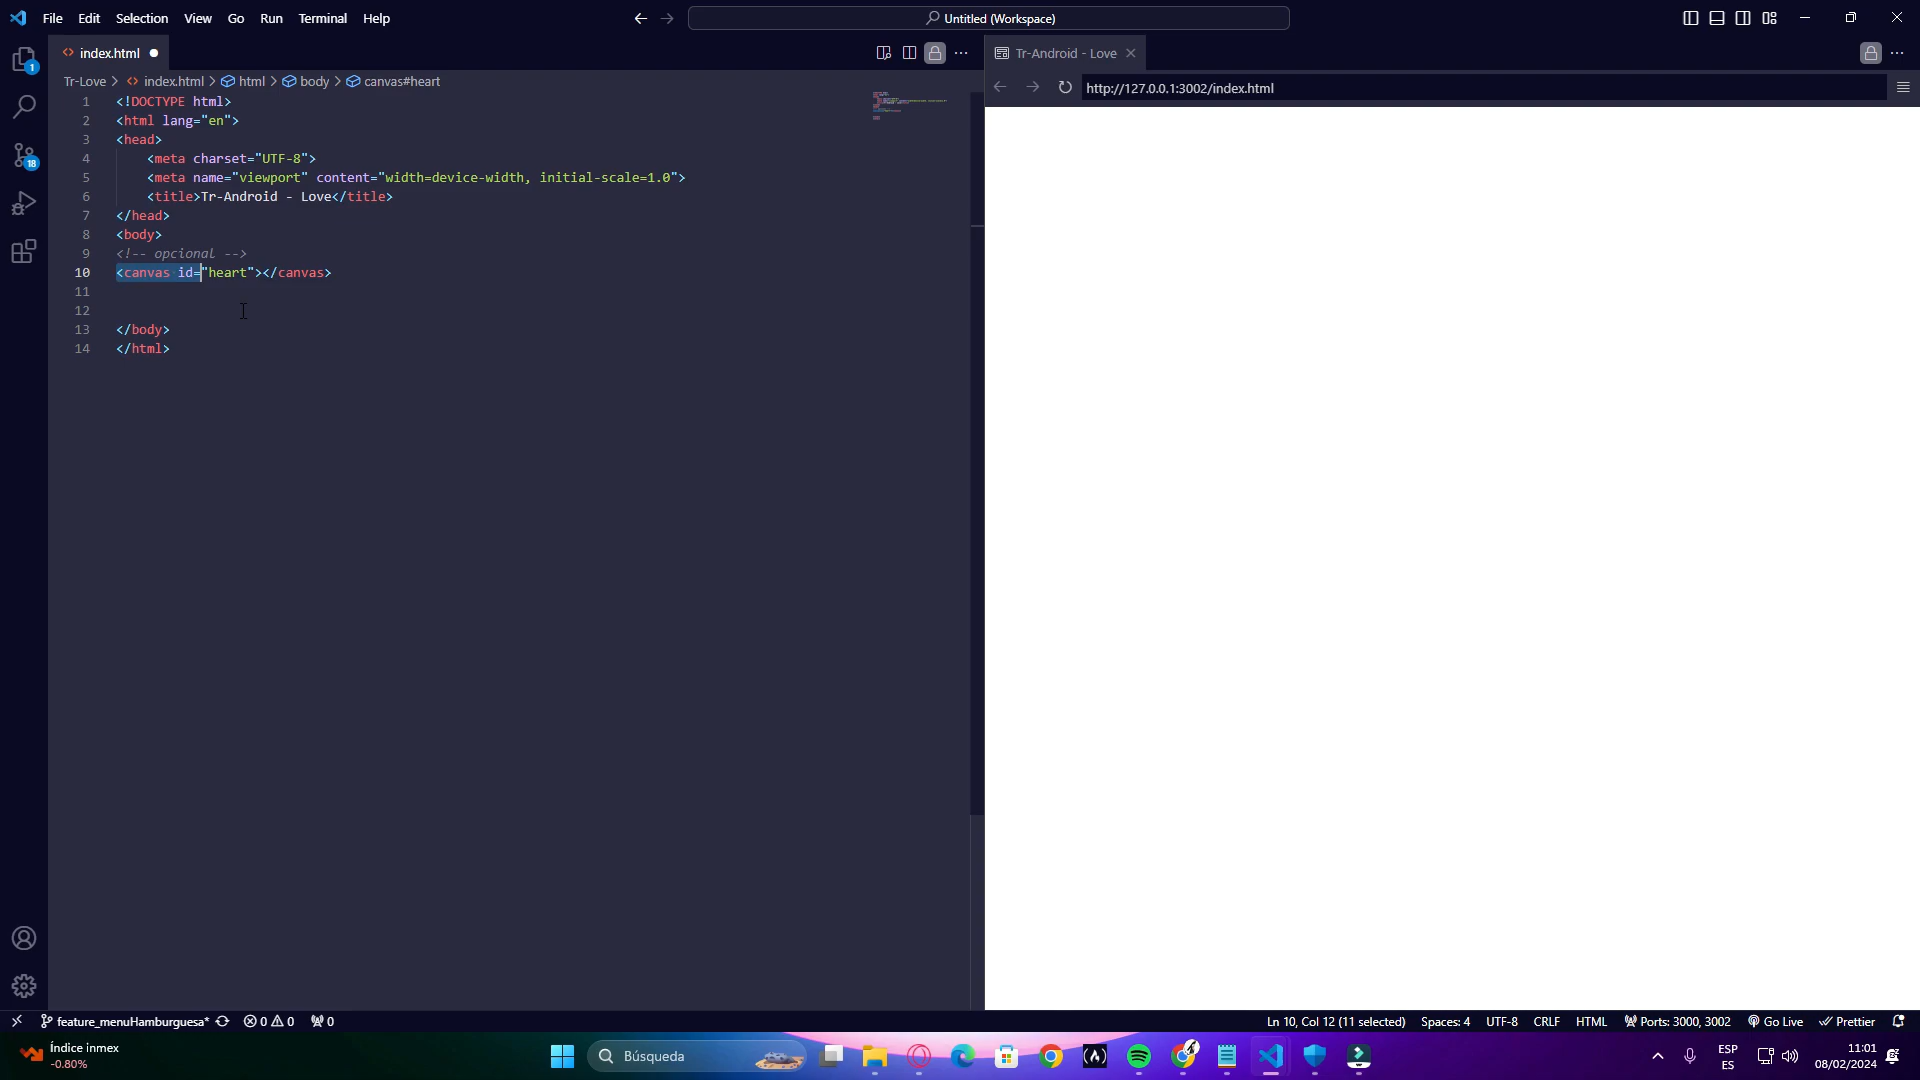 File Edit Selection View Go Run Terminal Help
Untitled (Workspace)
index.html
Tr-Android - Love
Tr-Love > index.html > html > body > canvas#heart
http://127.0.0.1:3002/index.html
1 <!DOCTYPE html>
2 <html lang="en">
3 <head>
4 <meta charset="UTF-8">
5 <meta name="viewport" content="width=device-width, initial-scale=1.0">
6 <title>Tr-Android - Love</title>
7 </head>
8 <body>
9 <!-- opcional -->
10 <canvas id="heart"></canvas>
11
12
13 </body>
14 </html>
1
18
feature_menuHamburguesa* 0 0 0
Ln 10, Col 12 (11 selected) Spaces: 4 UTF-8 CRLF HTML Ports: 3000, 3002 Go Live Prettier
Índice inmex
-0.80%
Búsqueda
ESP
ES
11:01
08/02/2024